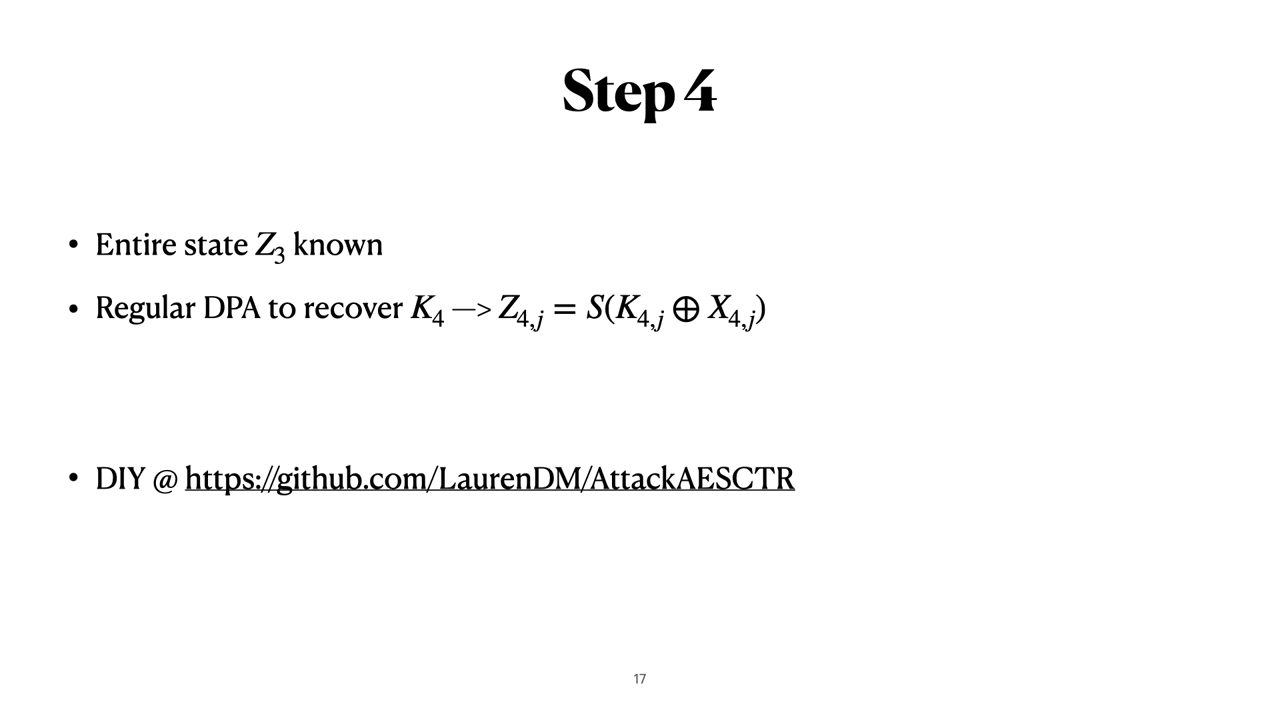 Step 4
• Entire state Z₃ known
• Regular DPA to recover K₄ —> Z₄,ⱼ = S(K₄,ⱼ ⊕ X₄,ⱼ)
• DIY @ https://github.com/LaurenDM/AttackAESCTR
17